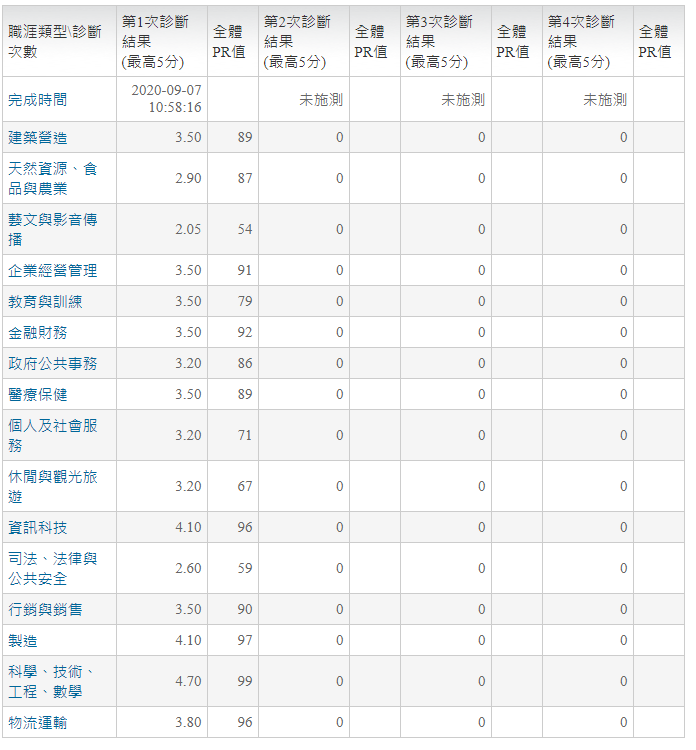 職涯類型\診斷次數 第1次診斷結果(最高5分) 全體PR值 第2次診斷結果(最高5分) 全體PR值 第3次診斷結果(最高5分) 全體PR值 第4次診斷結果(最高5分) 全體PR值
完成時間 2020-09-07 10:58:16 未施測 未施測 未施測
建築營造 3.50 89 0 0 0
天然資源、食品與農業 2.90 87 0 0 0
藝文與影音傳播 2.05 54 0 0 0
企業經營管理 3.50 91 0 0 0
教育與訓練 3.50 79 0 0 0
金融財務 3.50 92 0 0 0
政府公共事務 3.20 86 0 0 0
醫療保健 3.50 89 0 0 0
個人及社會服務 3.20 71 0 0 0
休閒與觀光旅遊 3.20 67 0 0 0
資訊科技 4.10 96 0 0 0
司法、法律與公共安全 2.60 59 0 0 0
行銷與銷售 3.50 90 0 0 0
製造 4.10 97 0 0 0
科學、技術、工程、數學 4.70 99 0 0 0
物流運輸 3.80 96 0 0 0